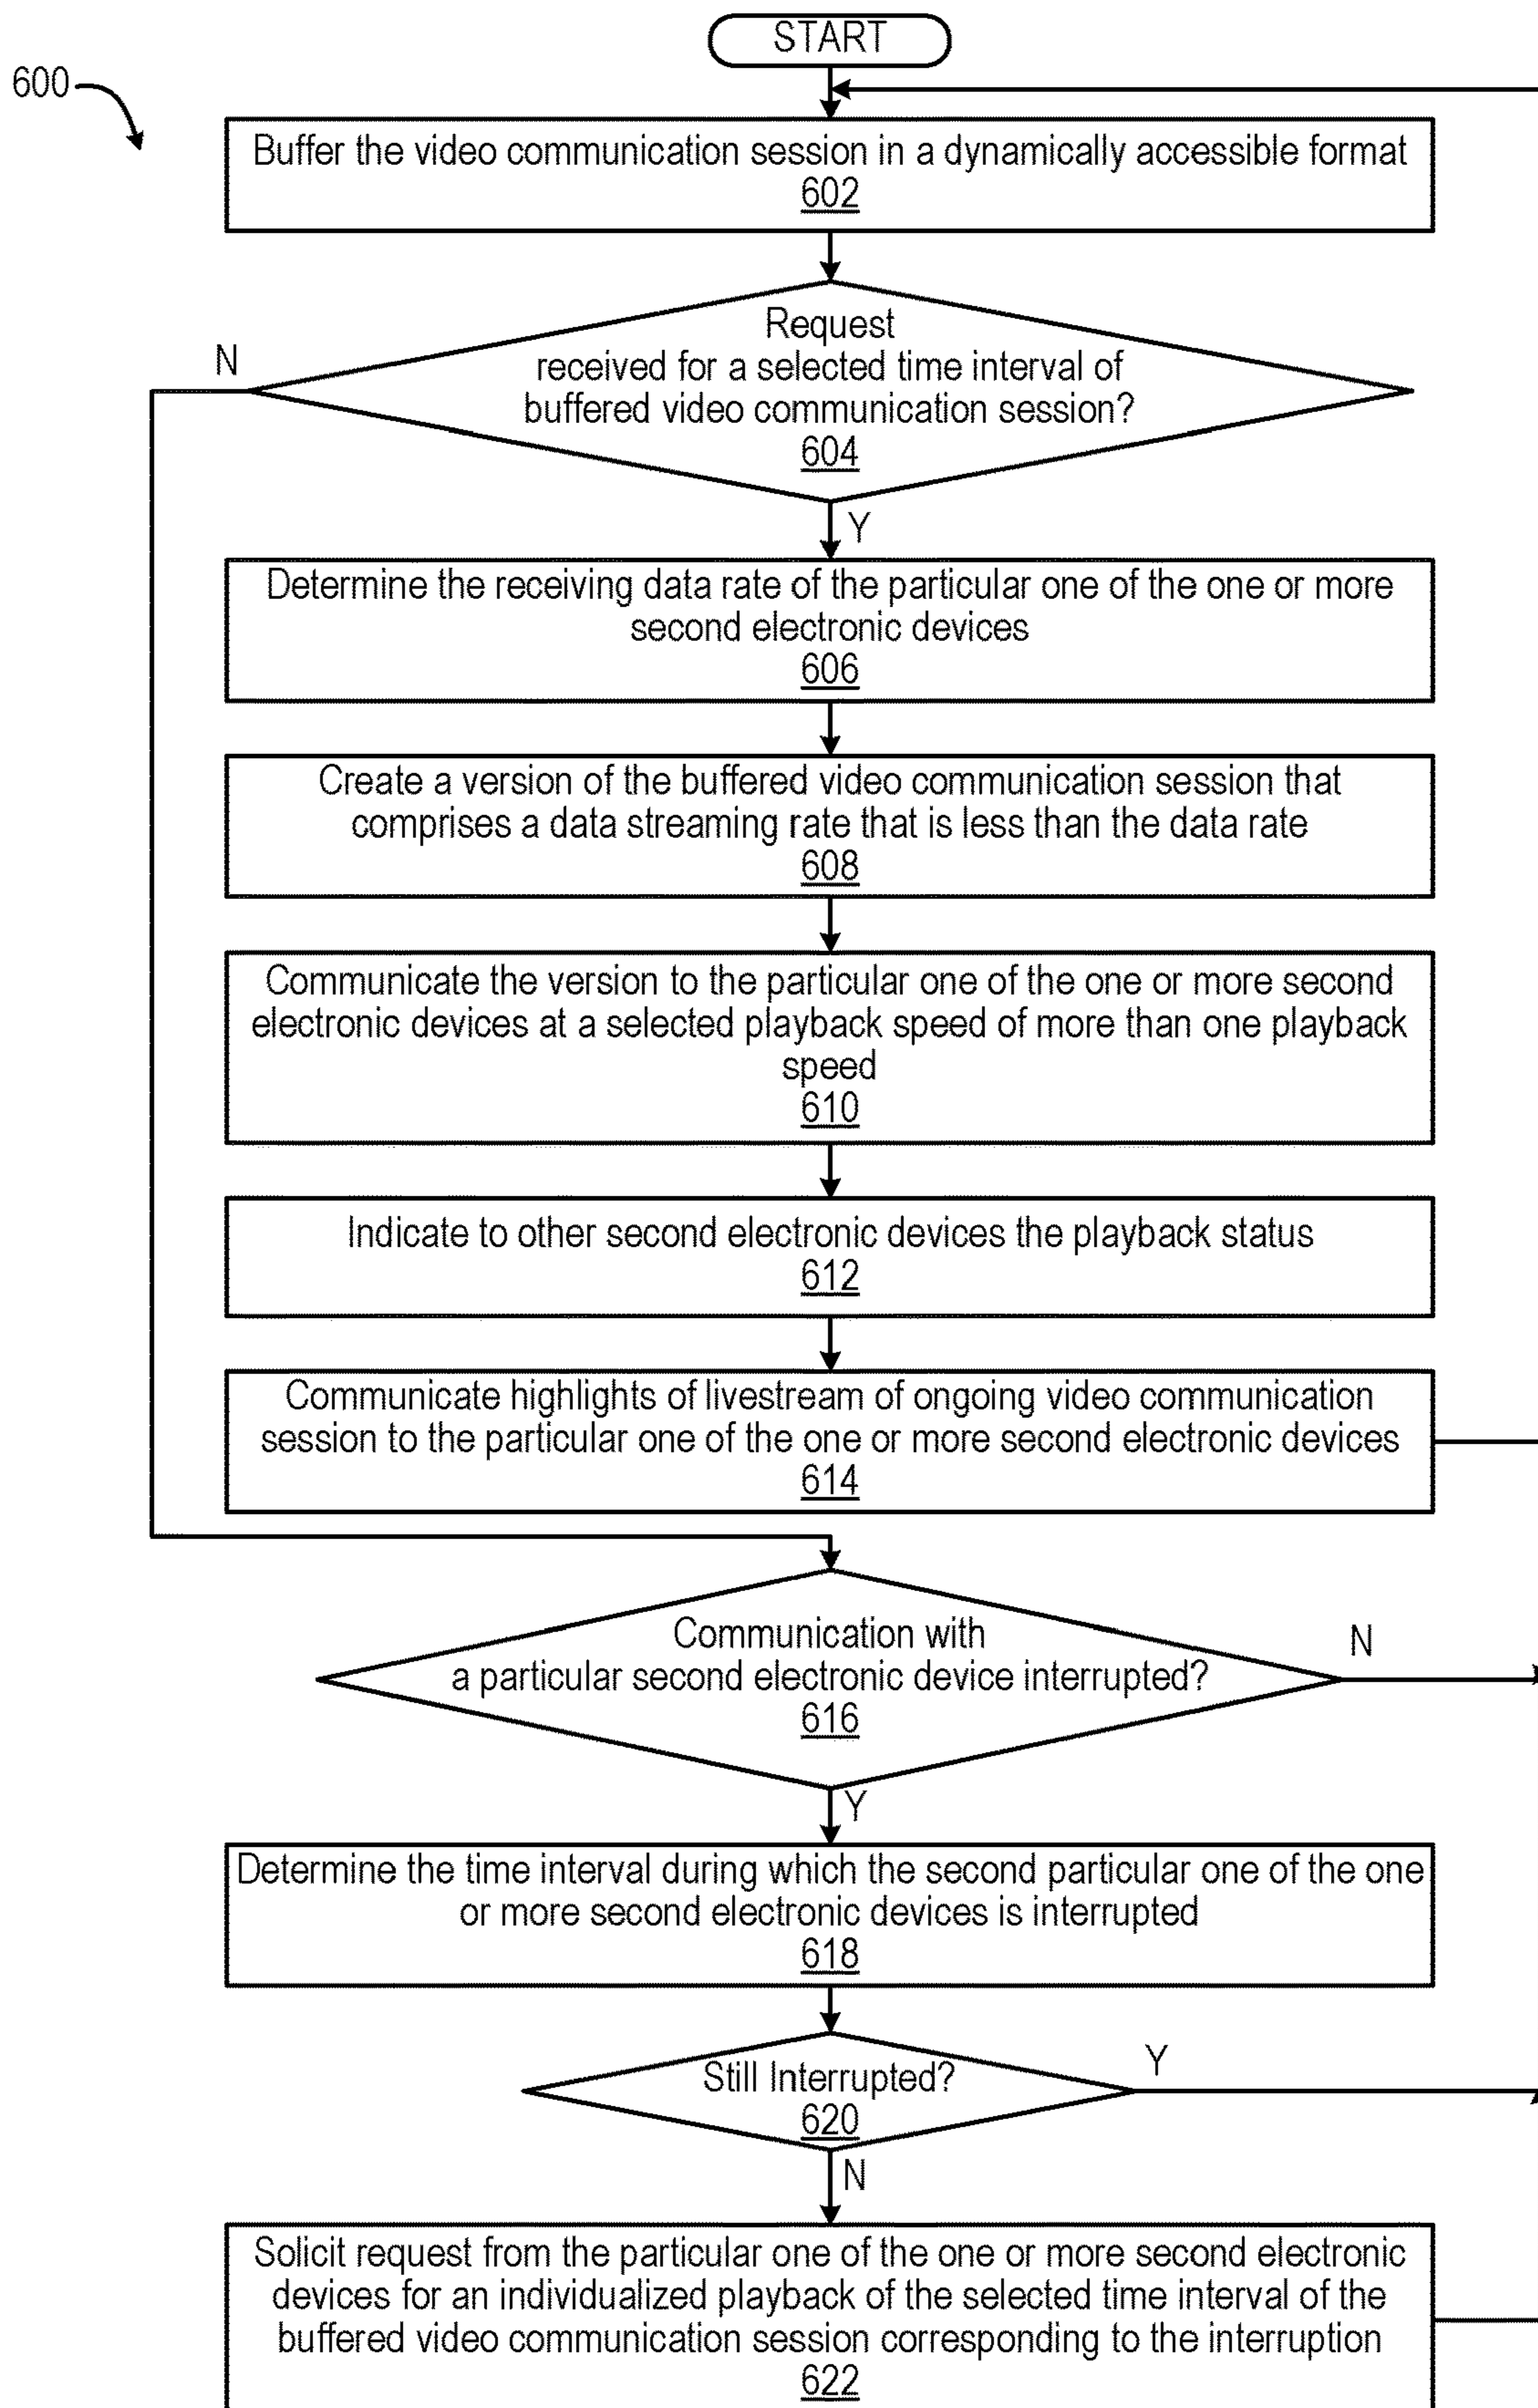 START
600
Buffer the video communication session in a dynamically accessible format
602
Request
received for a selected time interval of
buffered video communication session?
604
N
Y
Determine the receiving data rate of the particular one of the one or more
second electronic devices
606
Create a version of the buffered video communication session that
comprises a data streaming rate that is less than the data rate
608
Communicate the version to the particular one of the one or more second
electronic devices at a selected playback speed of more than one playback
speed
610
Indicate to other second electronic devices the playback status
612
Communicate highlights of livestream of ongoing video communication
session to the particular one of the one or more second electronic devices
614
Communication with
a particular second electronic device interrupted?
616
N
Y
Determine the time interval during which the second particular one of the one
or more second electronic devices is interrupted
618
Still Interrupted?
620
Y
N
Solicit request from the particular one of the one or more second electronic
devices for an individualized playback of the selected time interval of the
buffered video communication session corresponding to the interruption
622